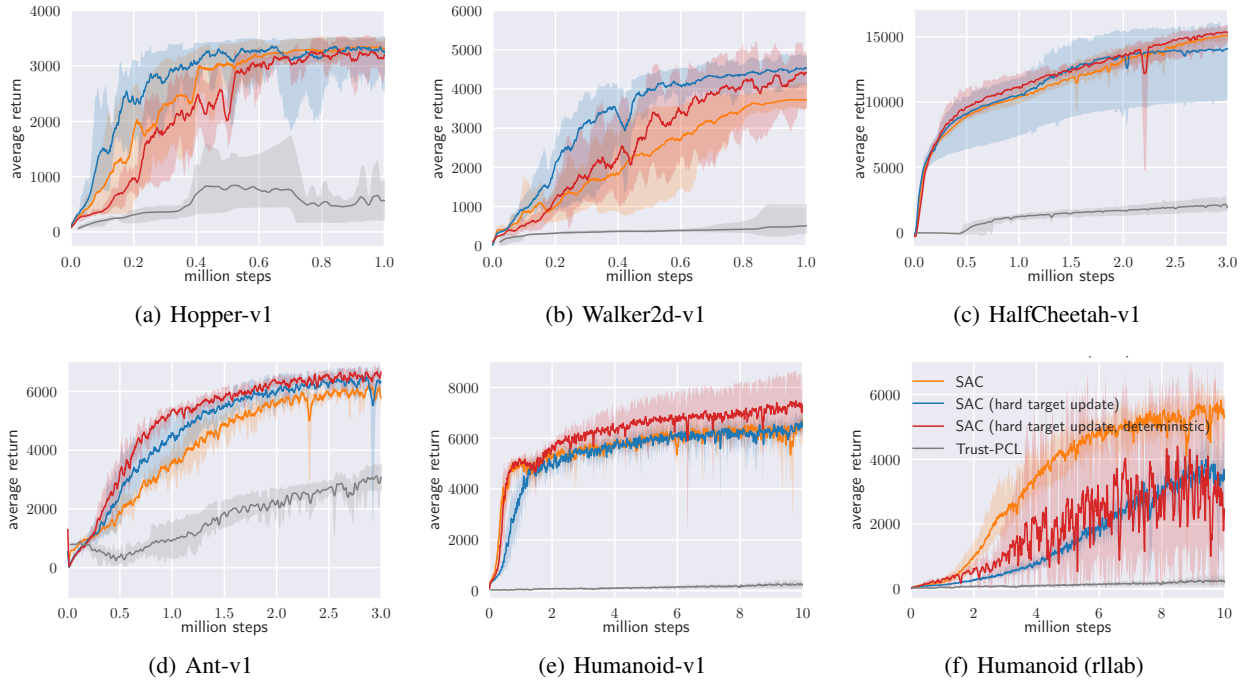 4000
3000
2000
1000
0
average return
0.0 0.2 0.4 0.6 0.8 1.0
million steps
(a) Hopper-v1
6000
5000
4000
3000
2000
1000
0
average return
0.0 0.2 0.4 0.6 0.8 1.0
million steps
(b) Walker2d-v1
15000
10000
5000
0
average return
0.0 0.5 1.0 1.5 2.0 2.5 3.0
million steps
(c) HalfCheetah-v1
6000
4000
2000
0
average return
0.0 0.5 1.0 1.5 2.0 2.5 3.0
million steps
(d) Ant-v1
8000
6000
4000
2000
0
average return
0 2 4 6 8 10
million steps
(e) Humanoid-v1
6000
4000
2000
0
average return
SAC
SAC (hard target update)
SAC (hard target update, deterministic)
Trust-PCL
0 2 4 6 8 10
million steps
(f) Humanoid (rllab)